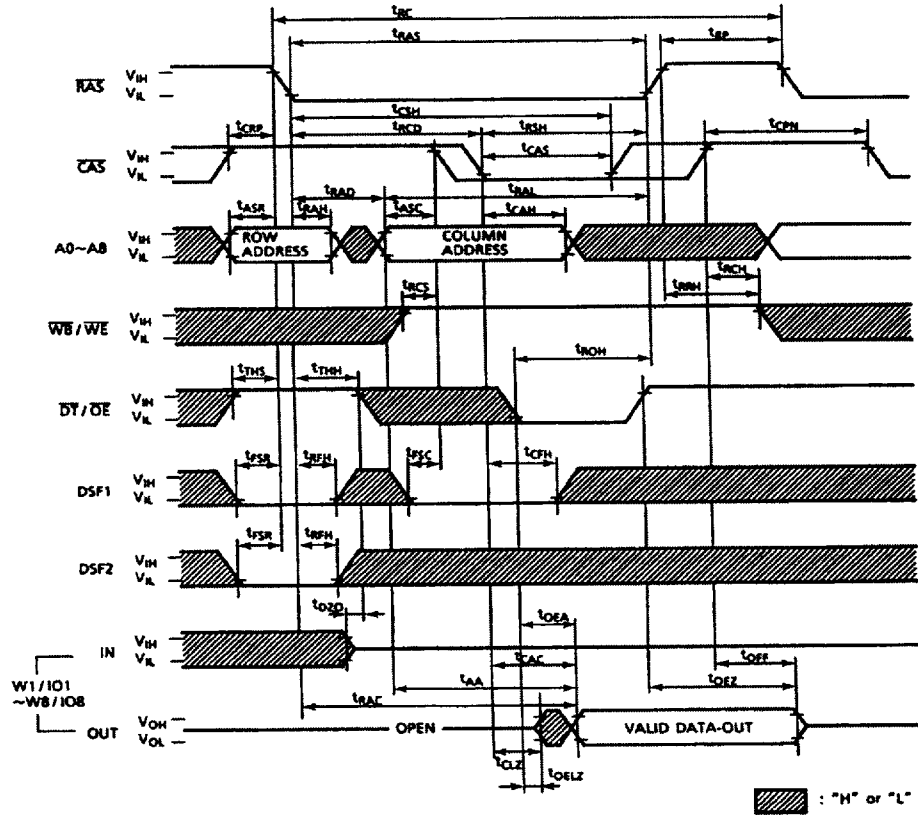 tRC
tRAS
tRP
RAS
VIH
VIL
tCSH
tCRP
tRCD
tRSH
tCPN
CAS
VIH
VIL
tCAS
tRAD
tRAL
tASR
tRAH
tASC
tCAH
A0~A8
VIH
VIL
ROW
ADDRESS
COLUMN
ADDRESS
tRCS
tRCH
tRRH
WB/WE
VIH
VIL
tROH
tTHS
tTHH
DT/OE
VIH
VIL
tFSR
tRFH
tFSC
tCFH
DSF1
VIH
VIL
tFSR
tRFH
DSF2
VIH
VIL
tDZO
tOEA
IN
VIH
VIL
tCAC
tOFF
W1/IO1
~W8/IO8
tAA
tOEZ
tRAC
OUT
VOH
VOL
OPEN
VALID DATA-OUT
tCLZ
tOELZ
: "H" or "L"